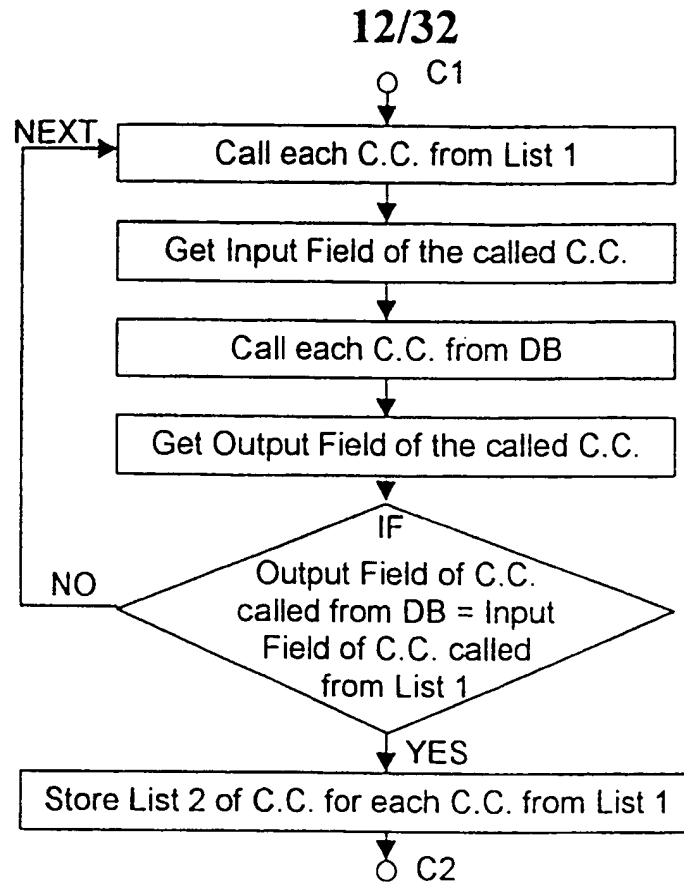 12/32
C1
NEXT
Call each C.C. from List 1
Get Input Field of the called C.C.
Call each C.C. from DB
Get Output Field of the called C.C.
IF
NO
Output Field of C.C.
called from DB = Input
Field of C.C. called
from List 1
YES
Store List 2 of C.C. for each C.C. from List 1
C2